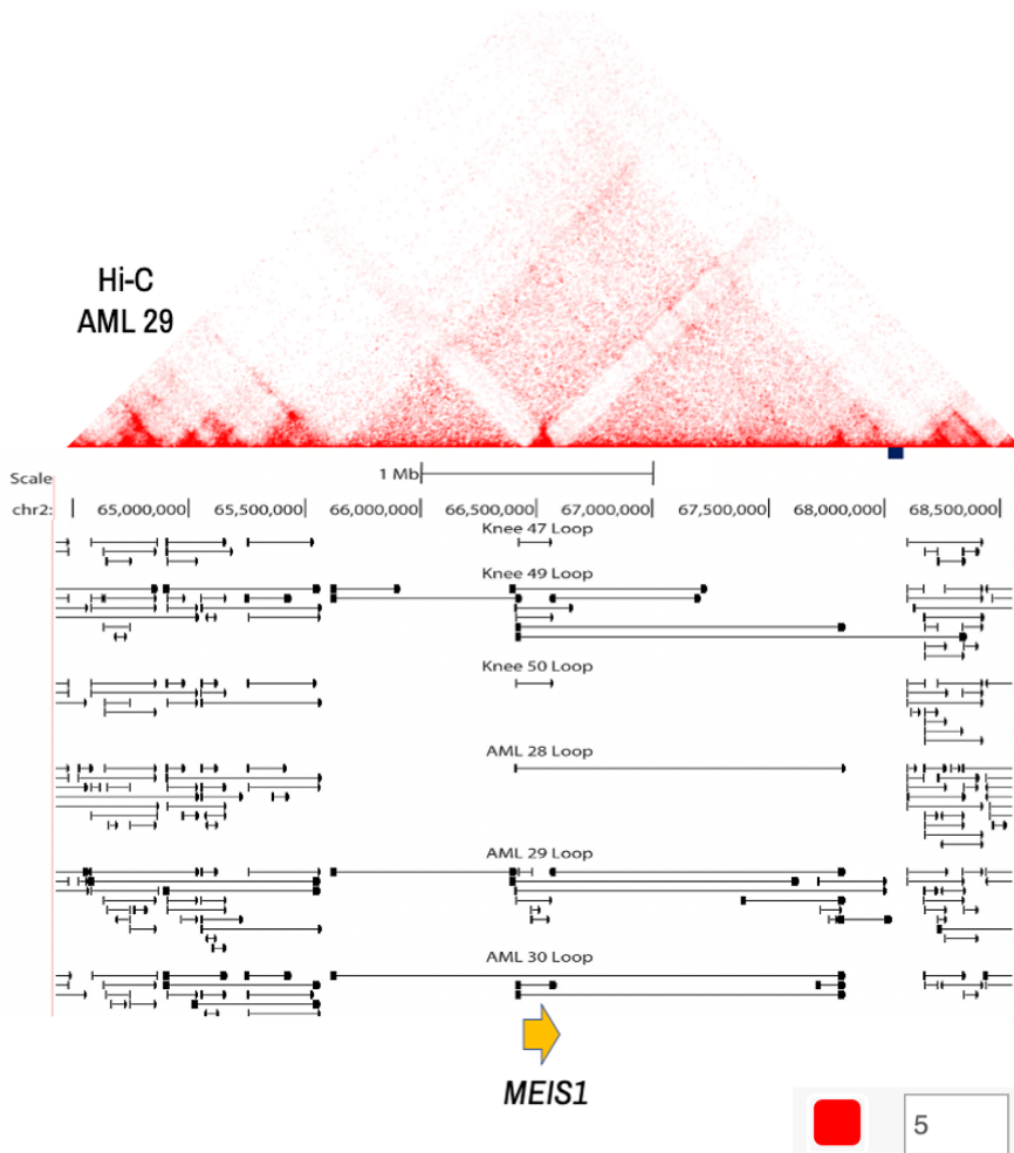 Hi-C
AML 29
Scale
1 Mb
chr2:
65,000,000
65,500,000
66,000,000
66,500,000
67,000,000
67,500,000
68,000,000
68,500,000
Knee 47 Loop
Knee 49 Loop
Knee 50 Loop
AML 28 Loop
AML 29 Loop
AML 30 Loop
MEIS1
5